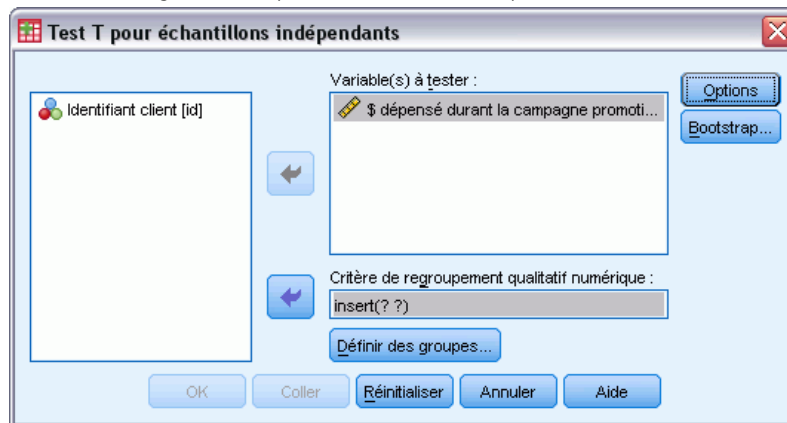 Test T pour échantillons indépendants
Identifiant client [id]
Variable(s) à tester :
$ dépensé durant la campagne promoti...
Options
Bootstrap...
Critère de regroupement qualitatif numérique :
insert(? ?)
Définir des groupes...
OK Coller Réinitialiser Annuler Aide